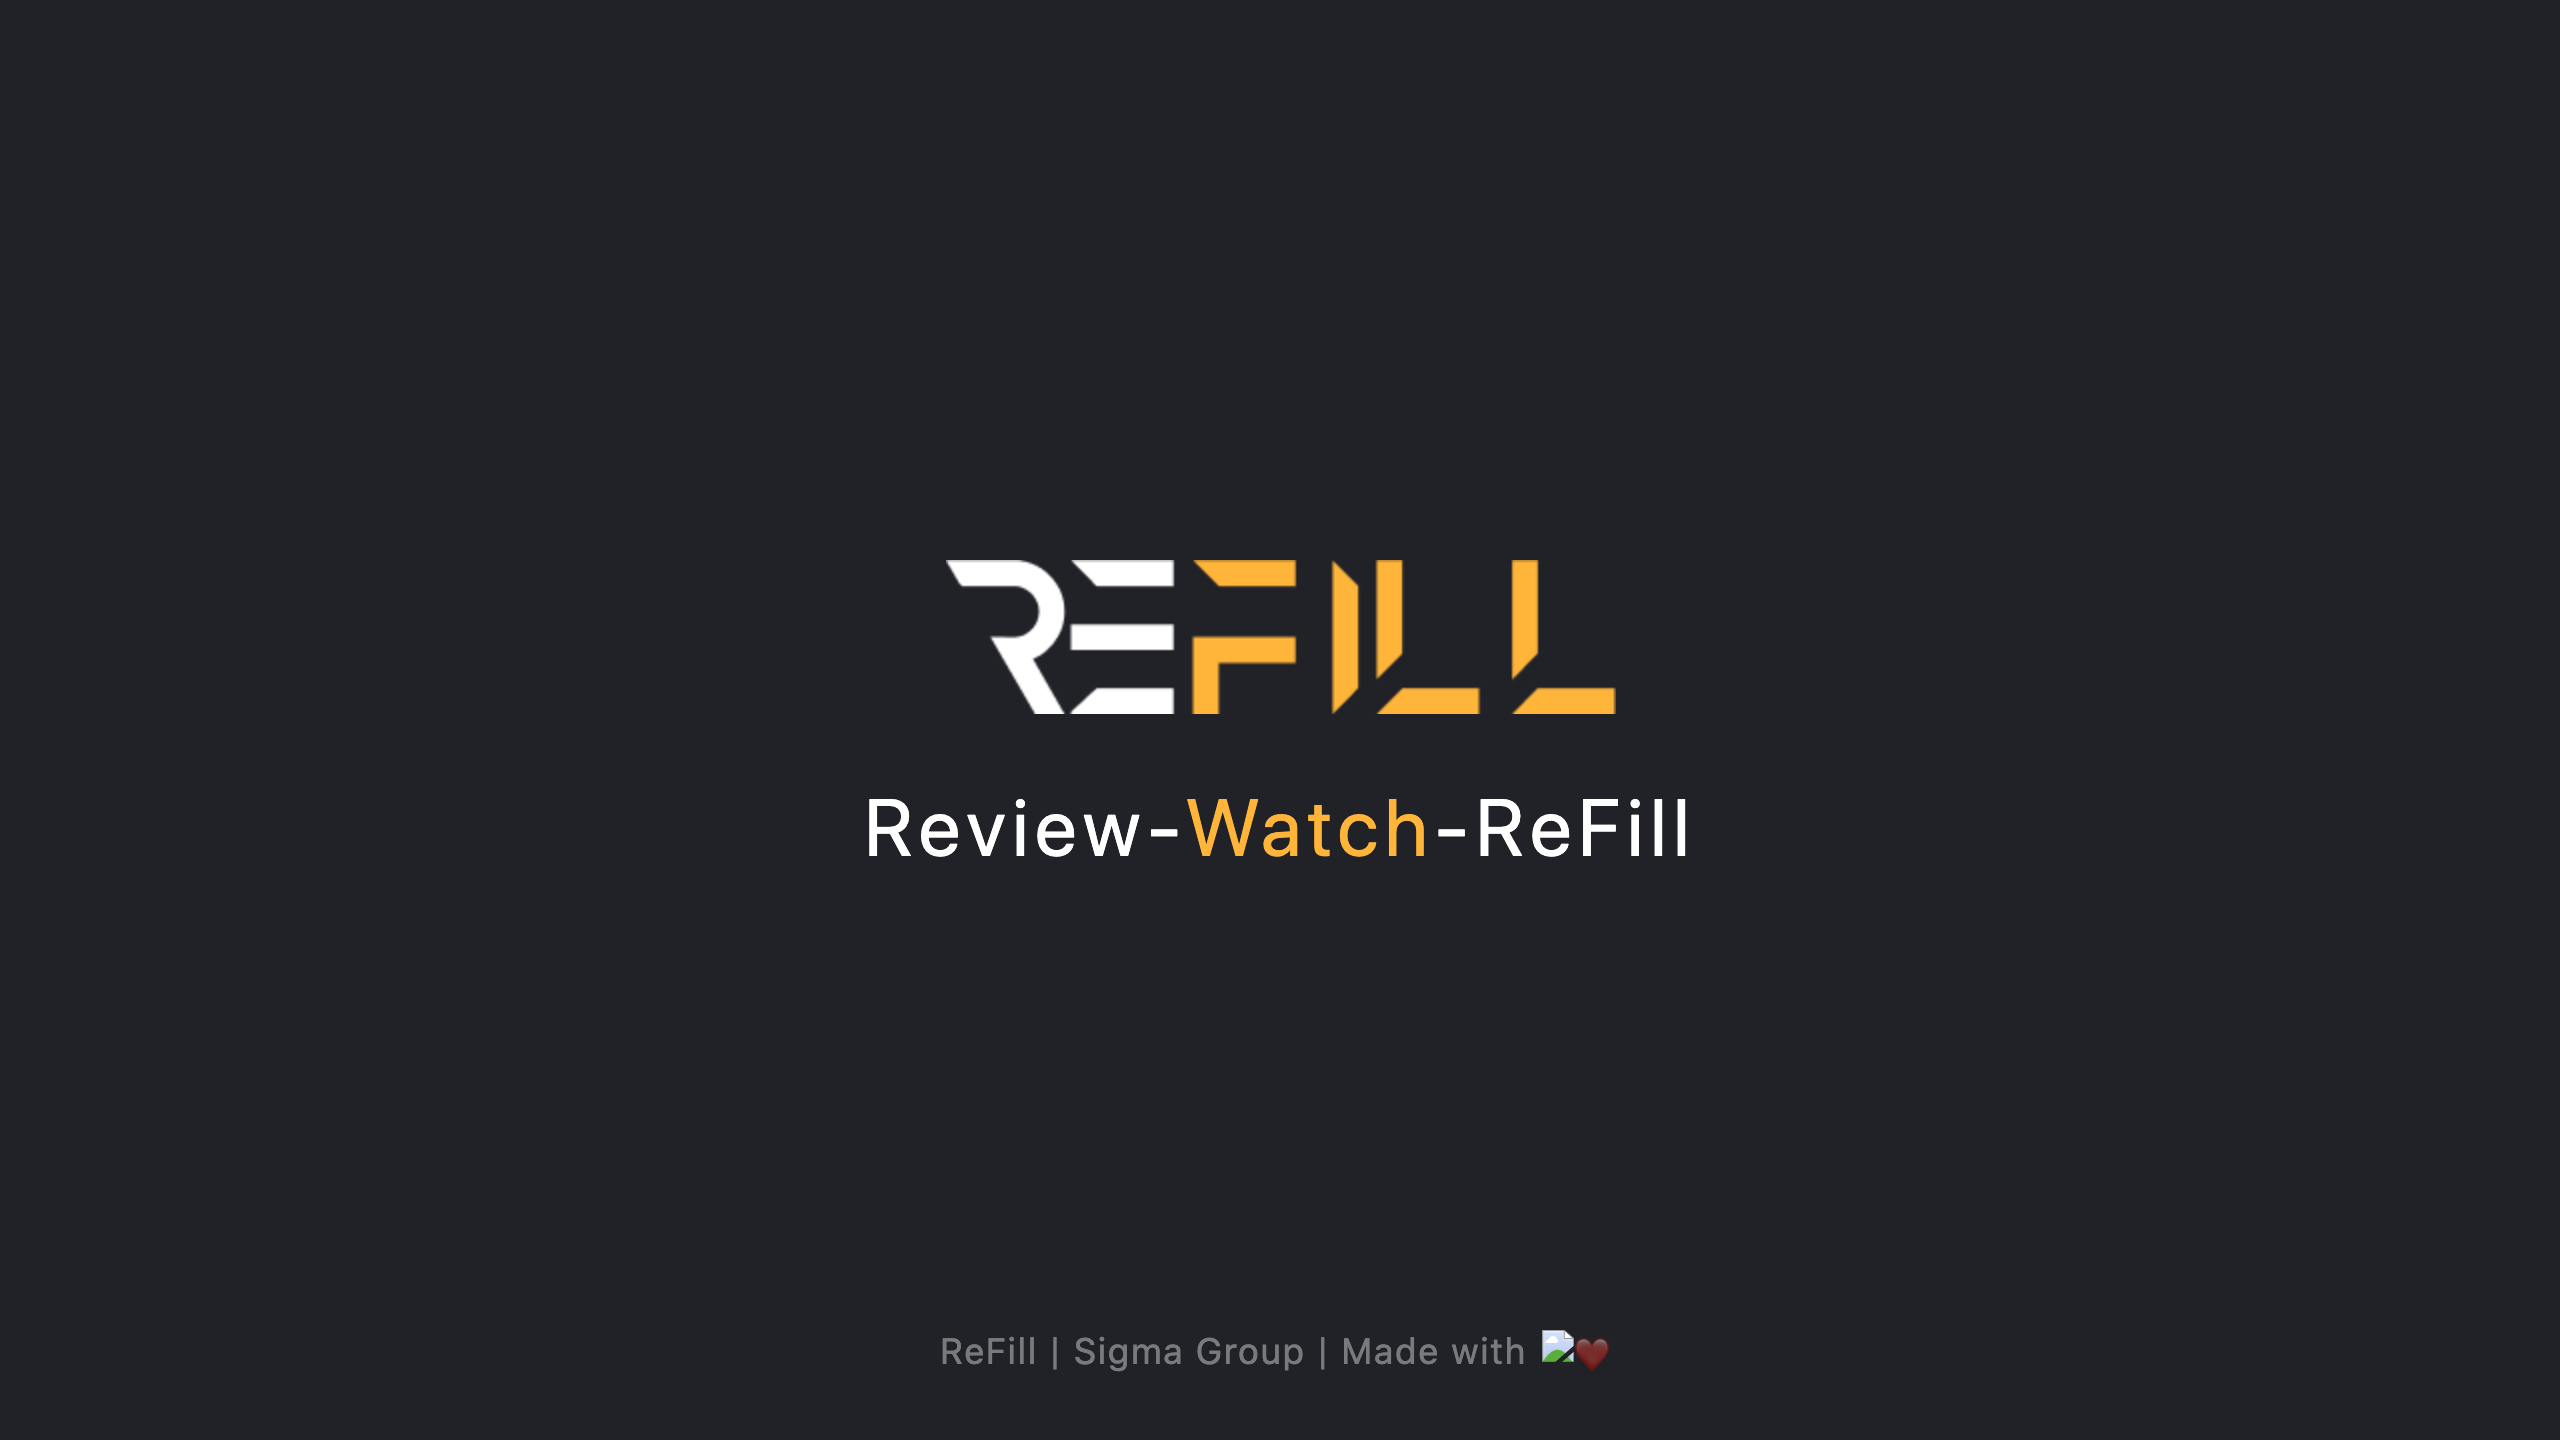 REFILL
Review-Watch-ReFill
ReFill | Sigma Group | Made with ❤️